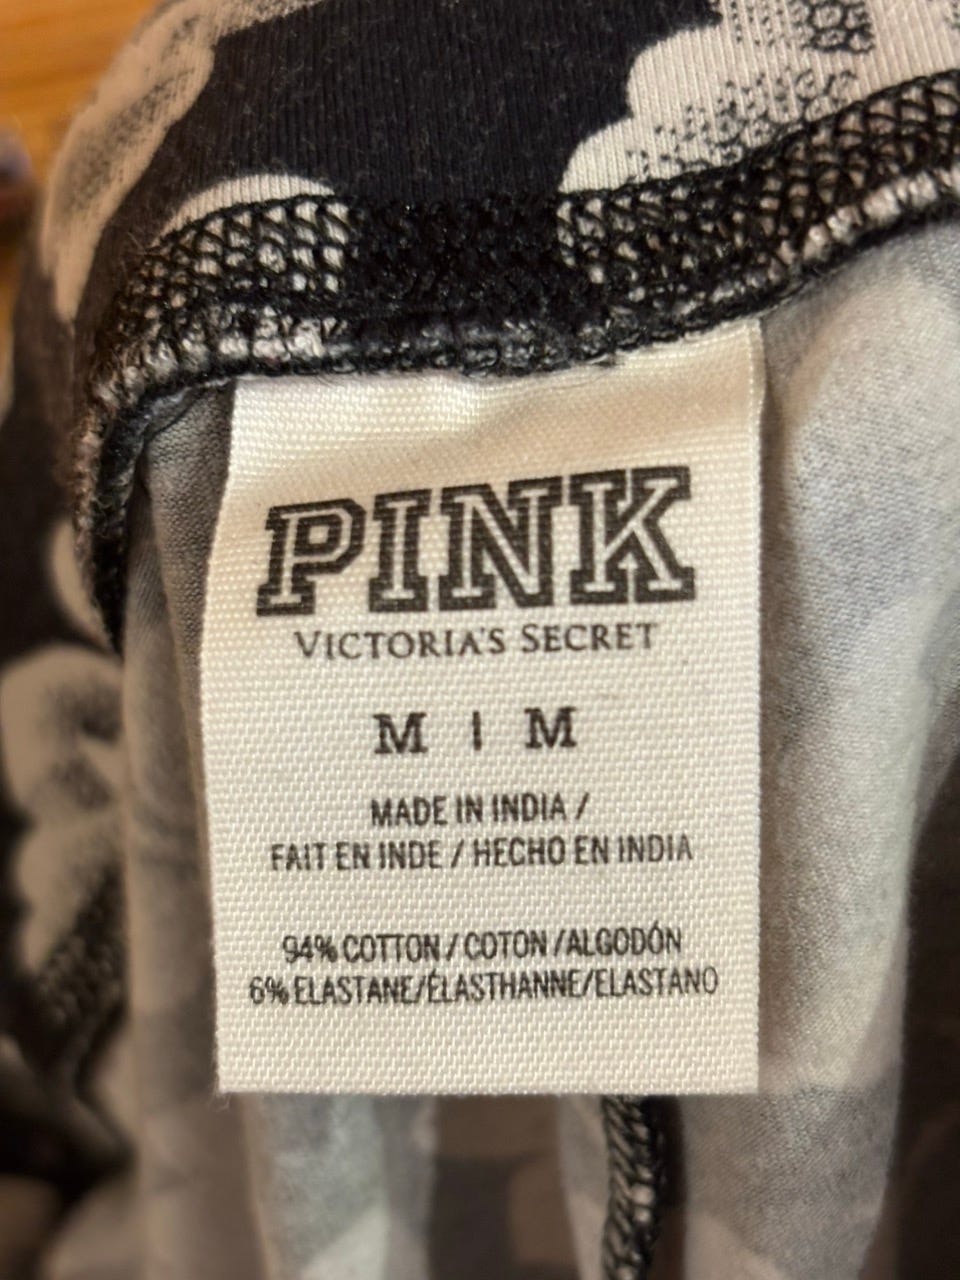 PINK
VICTORIA'S SECRET
M | M
MADE IN INDIA /
FAIT EN INDE / HECHO EN INDIA
94% COTTON / COTON /ALGODÓN
6% ELASTANE/ÉLASTHANNE/ELASTANO